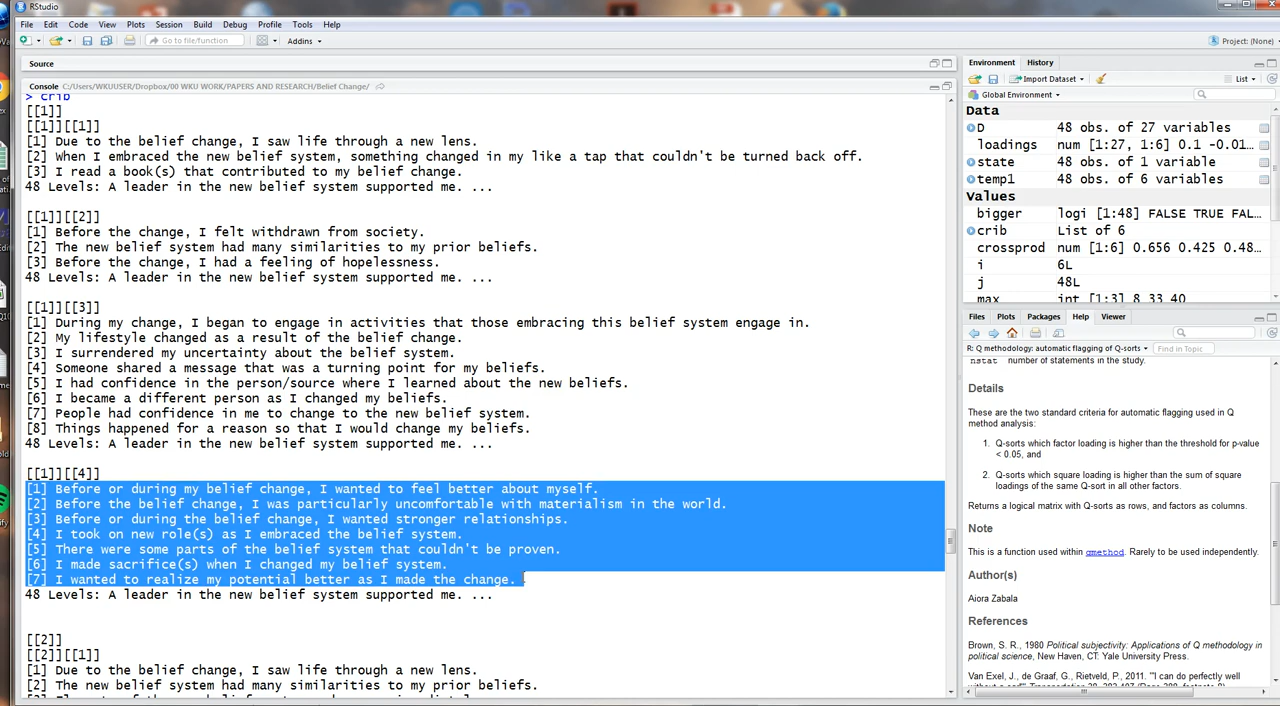 RStudio
File Edit Code View Plots Session Build Debug Profile Tools Help
Go to file/function Addins Project: (None)
Source
Console C:/Users/WKUUSER/Dropbox/00 WKU WORK/PAPERS AND RESEARCH/Belief Change/
> crib
[[1]]
[[1]][[1]]
[1] Due to the belief change, I saw life through a new lens.
[2] When I embraced the new belief system, something changed in my like a tap that couldn't be turned back off.
[3] I read a book(s) that contributed to my belief change.
48 Levels: A leader in the new belief system supported me. ...
[[1]][[2]]
[1] Before the change, I felt withdrawn from society.
[2] The new belief system had many similarities to my prior beliefs.
[3] Before the change, I had a feeling of hopelessness.
48 Levels: A leader in the new belief system supported me. ...
[[1]][[3]]
[1] During my change, I began to engage in activities that those embracing this belief system engage in.
[2] My lifestyle changed as a result of the belief change.
[3] I surrendered my uncertainty about the belief system.
[4] Someone shared a message that was a turning point for my beliefs.
[5] I had confidence in the person/source where I learned about the new beliefs.
[6] I became a different person as I changed my beliefs.
[7] People had confidence in me to change to the new belief system.
[8] Things happened for a reason so that I would change my beliefs.
48 Levels: A leader in the new belief system supported me. ...
[[1]][[4]]
[1] Before or during my belief change, I wanted to feel better about myself.
[2] Before the belief change, I was particularly uncomfortable with materialism in the world.
[3] Before or during the belief change, I wanted stronger relationships.
[4] I took on new role(s) as I embraced the belief system.
[5] There were some parts of the belief system that couldn't be proven.
[6] I made sacrifice(s) when I changed my belief system.
[7] I wanted to realize my potential better as I made the change.
48 Levels: A leader in the new belief system supported me. ...
[[2]]
[[2]][[1]]
[1] Due to the belief change, I saw life through a new lens.
[2] The new belief system had many similarities to my prior beliefs.
Environment History
Import Dataset List
Global Environment
Data
D 48 obs. of 27 variables
loadings num [1:27, 1:6] 0.1 -0.01...
state 48 obs. of 1 variable
temp1 48 obs. of 6 variables
Values
bigger logi [1:48] FALSE TRUE FAL...
crib List of 6
crossprod num [1:6] 0.656 0.425 0.48...
i 6L
j 48L
max int [1:3] 8 33 40
Files Plots Packages Help Viewer
R: Q methodology: automatic flagging of Q-sorts Find in Topic
nstat number of statements in the study.
Details
These are the two standard criteria for automatic flagging used in Q
method analysis:
1. Q-sorts which factor loading is higher than the threshold for p-value
< 0.05, and
2. Q-sorts which square loading is higher than the sum of square
loadings of the same Q-sort in all other factors.
Returns a logical matrix with Q-sorts as rows, and factors as columns.
Note
This is a function used within qmethod. Rarely to be used independently.
Author(s)
Aiora Zabala
References
Brown, S. R., 1980 Political subjectivity: Applications of Q methodology in
political science, New Haven, CT: Yale University Press.
Van Exel, J., de Graaf, G., Rietveld, P., 2011. "'I can do perfectly well